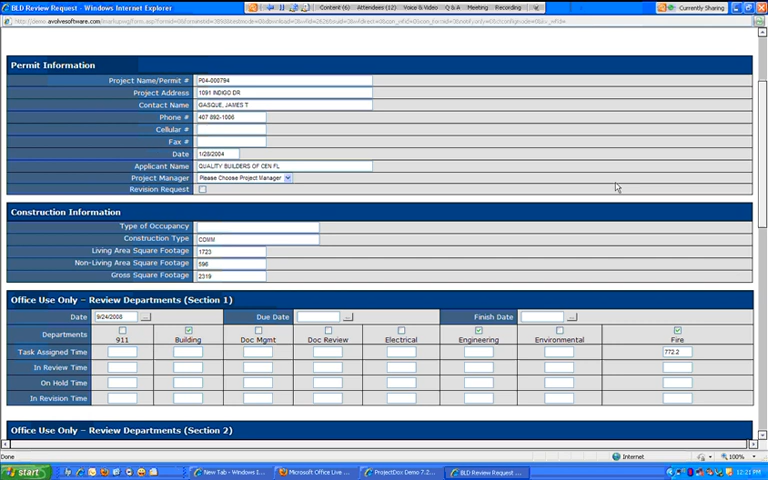 BLD Review Request - Windows Internet Explorer
Content (6) Attendees (12) Voice & Video Q & A Meeting Recording
Currently Sharing
Permit Information
Project Name/Permit # P04-000794
Project Address 1091 INDIGO DR
Contact Name GASQUE, JAMES T
Phone # 407 892-1006
Cellular #
Fax #
Date 1/28/2004
Applicant Name QUALITY BUILDERS OF CEN FL
Project Manager Please Choose Project Manager
Revision Request
Construction Information
Type of Occupancy
Construction Type COMM
Living Area Square Footage 1723
Non-Living Area Square Footage 596
Gross Square Footage 2319
Office Use Only – Review Departments (Section 1)
Date 9/24/2008 ... Due Date ... Finish Date ...
Departments 911 Building Doc Mgmt Doc Review Electrical Engineering Environmental Fire
Task Assigned Time 772.2
In Review Time
On Hold Time
In Revision Time
Office Use Only – Review Departments (Section 2)
Done Internet 100%
start New Tab - Windows I... Microsoft Office Live ... ProjectDox Demo 7.2... BLD Review Request ... 12:21 PM